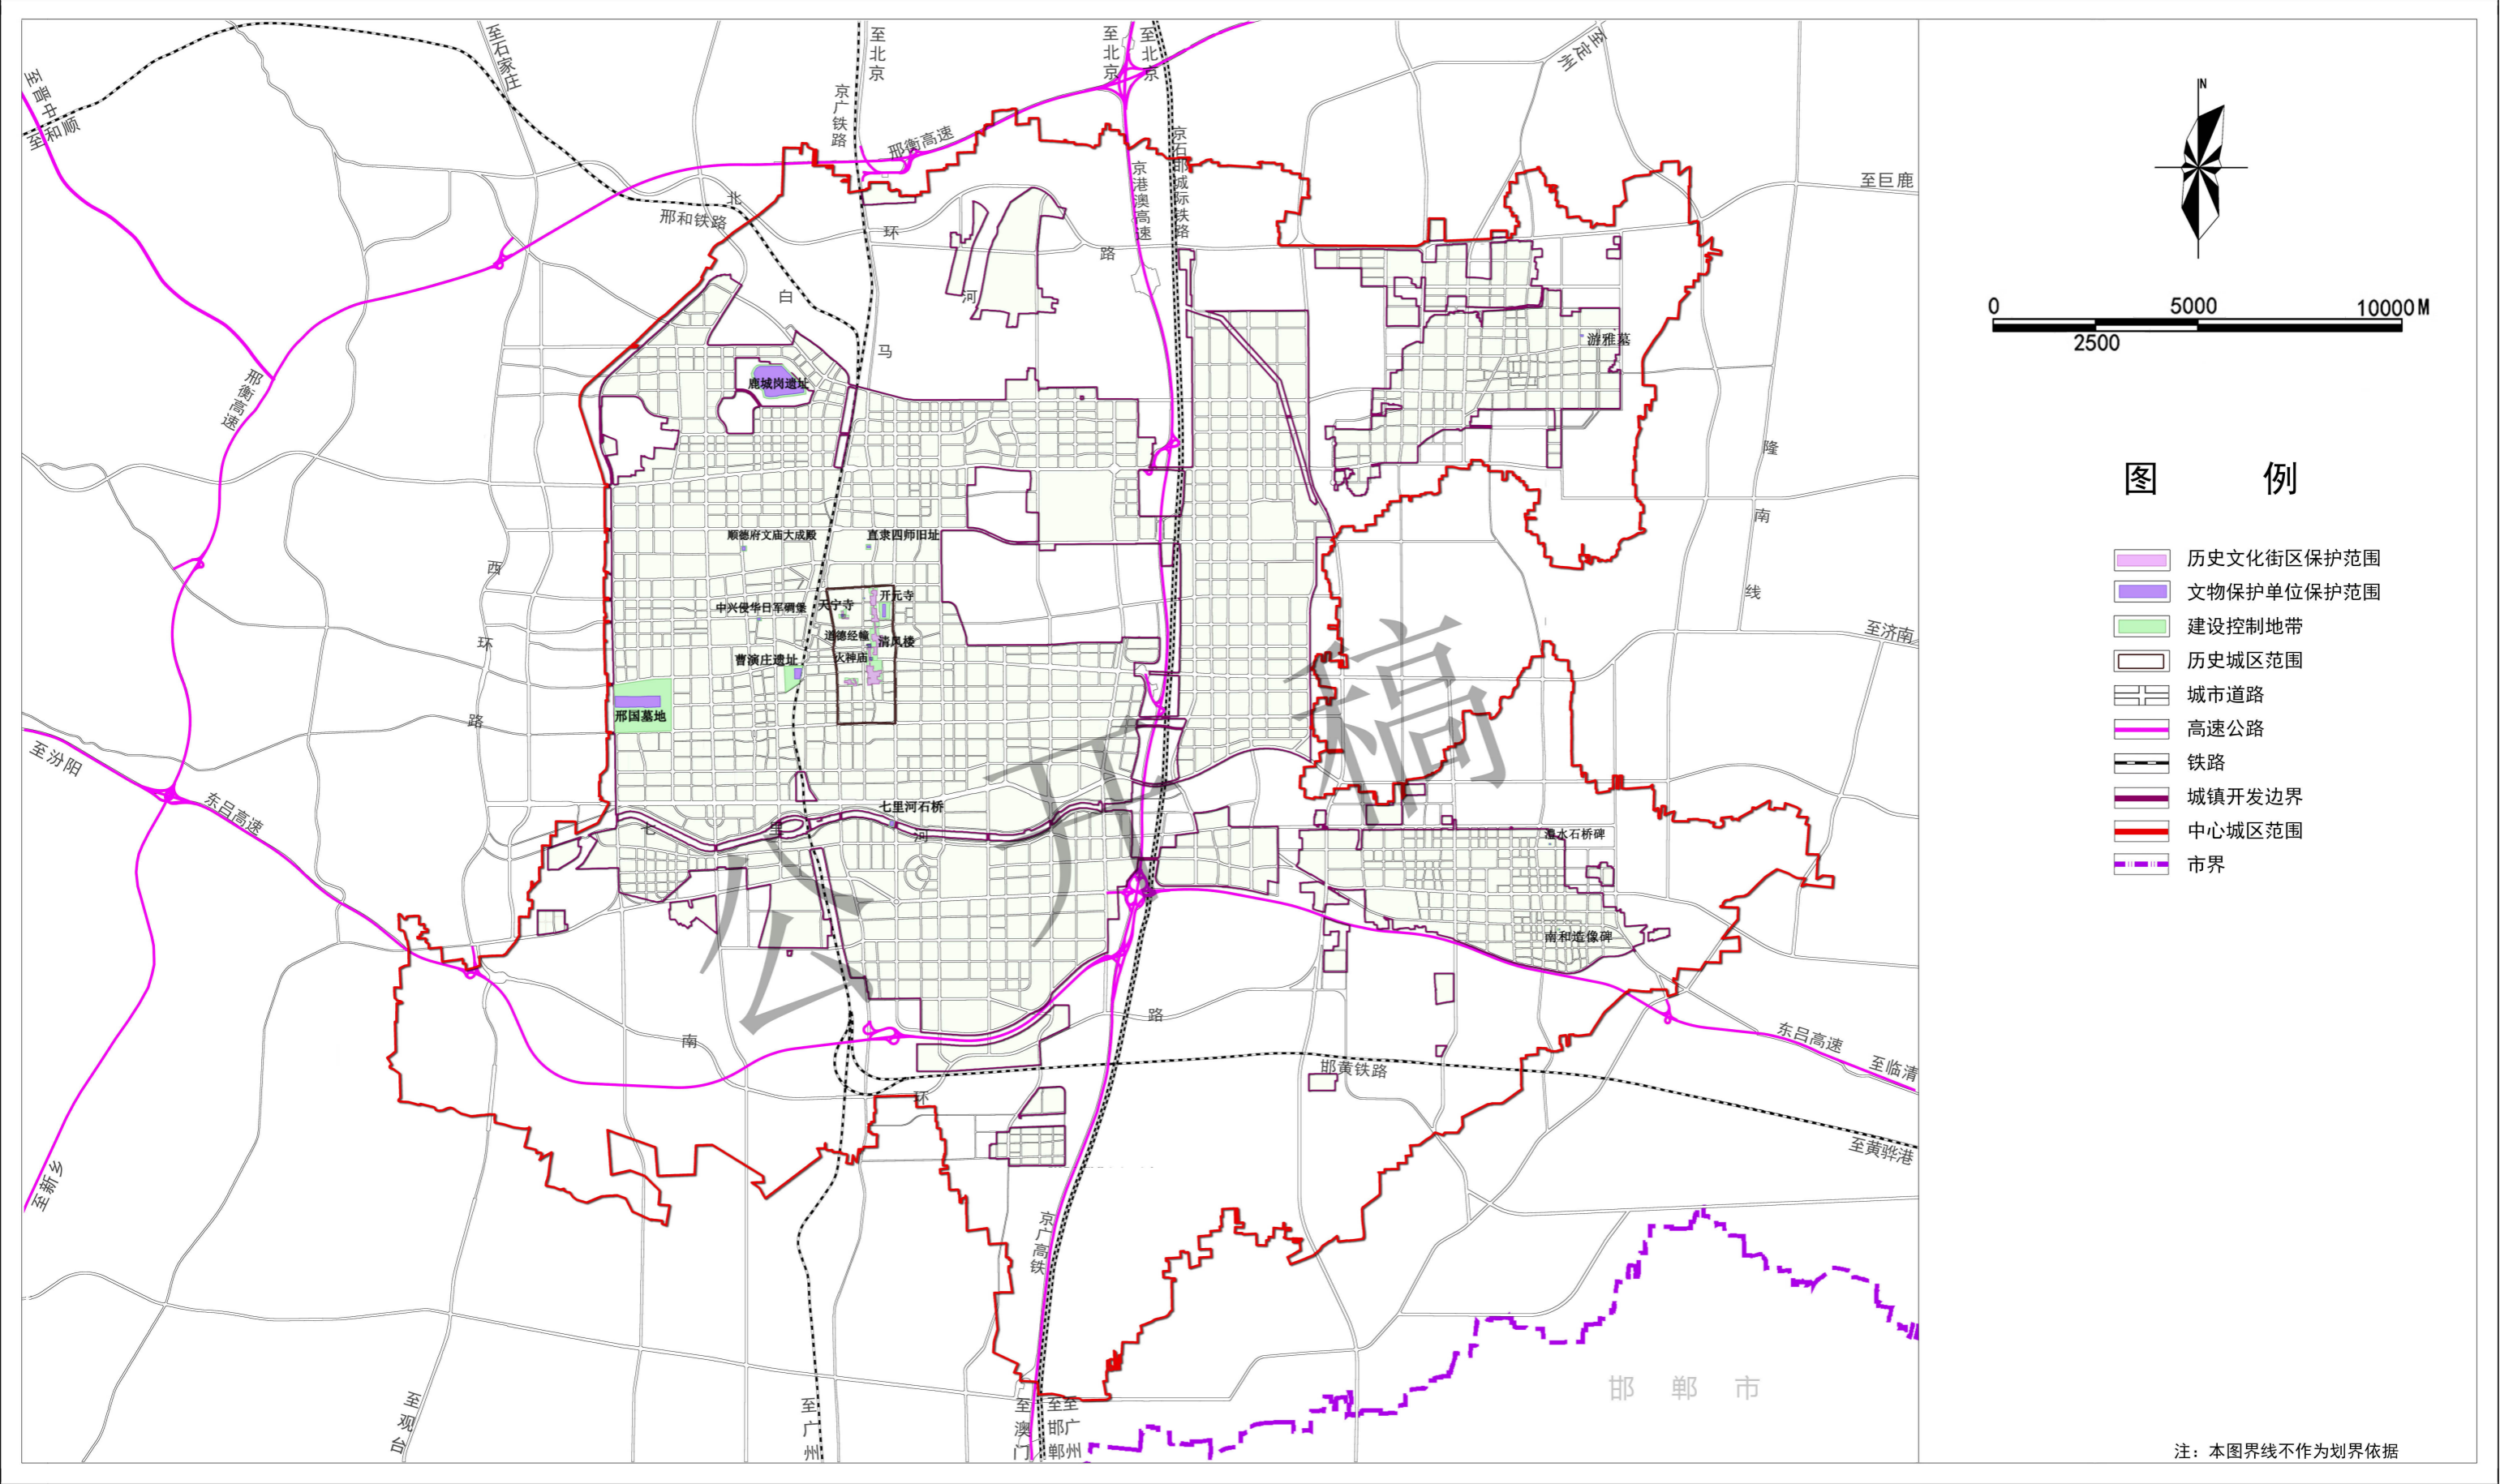 至石家庄
至北京
至北京
至北京
至定州
至晋中
至和顺
京广铁路
邢衡高速
京石邯城际铁路
京港澳高速
至巨鹿
邢和铁路
北
环
路
白
马
河
游雅墓
鹿城岗遗址
邢衡高速
隆
南
线
顺德府文庙大成殿
直隶四师旧址
西
环
路
中兴侵华日军碉堡
天宁寺
开元寺
道德经幢
清风楼
火神庙
曹演庄遗址
邢国墓地
至济南
至汾阳
东吕高速
七里河石桥
七
里
河
澧水石桥碑
南和造像碑
南
环
路
邯黄铁路
东吕高速
至临清
至黄骅港
至新乡
京广高铁
至观台
至广州
至澳门
至邯郸
至广州
邯郸市
公开稿
N
0
5000
10000M
2500
图例
历史文化街区保护范围
文物保护单位保护范围
建设控制地带
历史城区范围
城市道路
高速公路
铁路
城镇开发边界
中心城区范围
市界
注：本图界线不作为划界依据